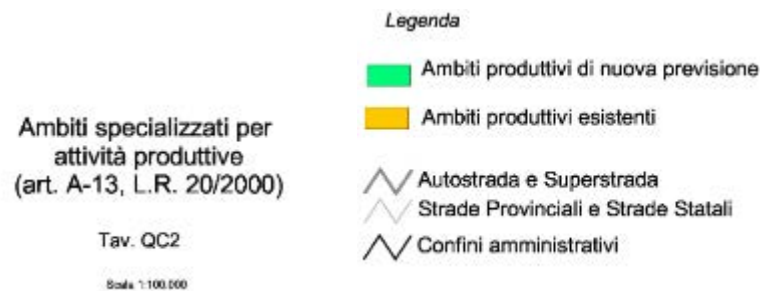 Legenda
Ambiti produttivi di nuova previsione
Ambiti produttivi esistenti
Ambiti specializzati per
attività produttive
(art. A-13, L.R. 20/2000)
Autostrada e Superstrada
Strade Provinciali e Strade Statali
Tav. QC2
Confini amministrativi
Scala 1:100.000